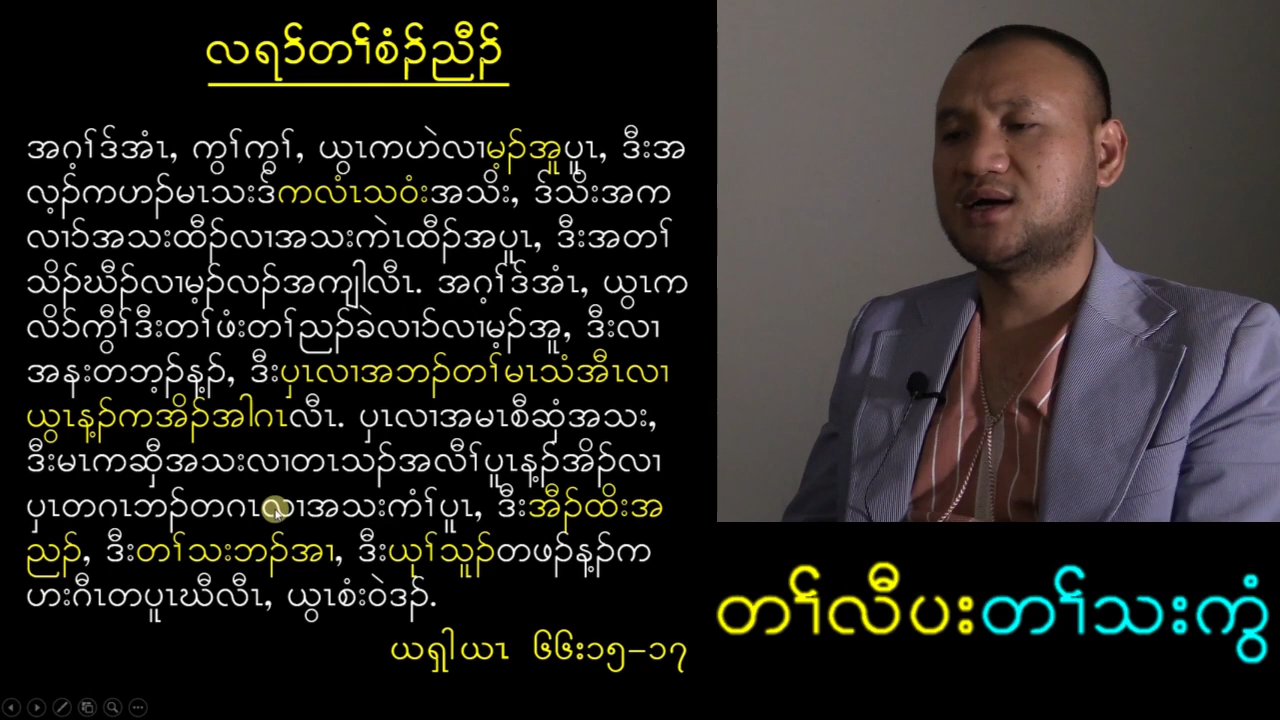 လၢရၥ်တၢ်စံၣ်ညီၣ်
အဂ့ၢ်ဒ်အံၤ, ကွၢ်ကွၢ်, ယွၤကဟဲလၢမ့ၣ်အူပူၤ, ဒီးအ
လ့ၣ်ကဟၣ်မၤသးဒ်ကလံၤသဝံးအသိး, ဒ်သိးအက
လၢၥ်အသးထီၣ်လၢအသးကဲၤထီၣ်အပူၤ, ဒီးအတၢ်
သိၣ်ဃီၣ်လၢမ့ၣ်လၣ်အကျါလီၤ. အဂ့ၢ်ဒ်အံၤ, ယွၤက
လိၥ်ကွီၢ်ဒီးတၢ်ဖံးတၢ်ညၣ်ခဲလၢၥ်လၢမ့ၣ်အူ, ဒီးလၢ
အနးတဘ့ၣ်န့ၣ်, ဒီးပှၤလၢအဘၣ်တၢ်မၤသံအီၤလၢ
ယွၤန့ၣ်ကအိၣ်အါဂၤလီၤ. ပှၤလၢအမၤစီဆှံအသး,
ဒီးမၤကဆှီအသးလၢတၤသၣ်အလီၢ်ပူၤန့ၣ်အိၣ်လၢ
ပှၤတဂၤဘၣ်တဂၤလၢအသးကံၢ်ပူၤ, ဒီးအီၣ်ထိးအ
ညၣ်, ဒီးတၢ်သးဘၣ်အၢ, ဒီးယုၢ်သူၣ်တဖၣ်န့ၣ်က
ဟးဂီၤတပူၤဃီလီၤ, ယွၤစံးဝဲဒၣ်.
ယရှါယၤ ၆၆း၁၅–၁၇
တၢ်လီပးတၢ်သးကွံ